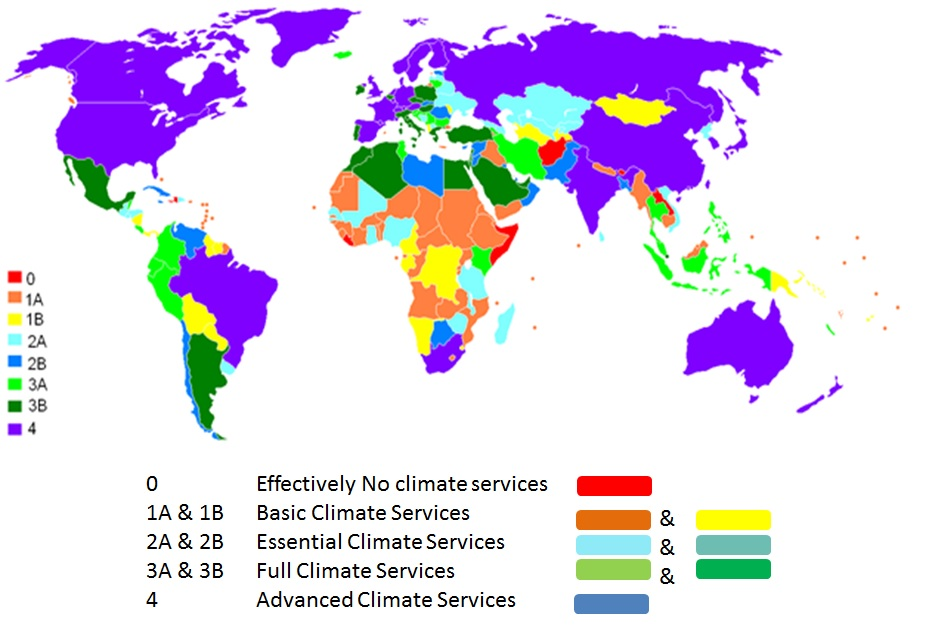 0
1A
1B
2A
2B
3A
3B
4
0 Effectively No climate services
1A & 1B Basic Climate Services &
2A & 2B Essential Climate Services &
3A & 3B Full Climate Services &
4 Advanced Climate Services